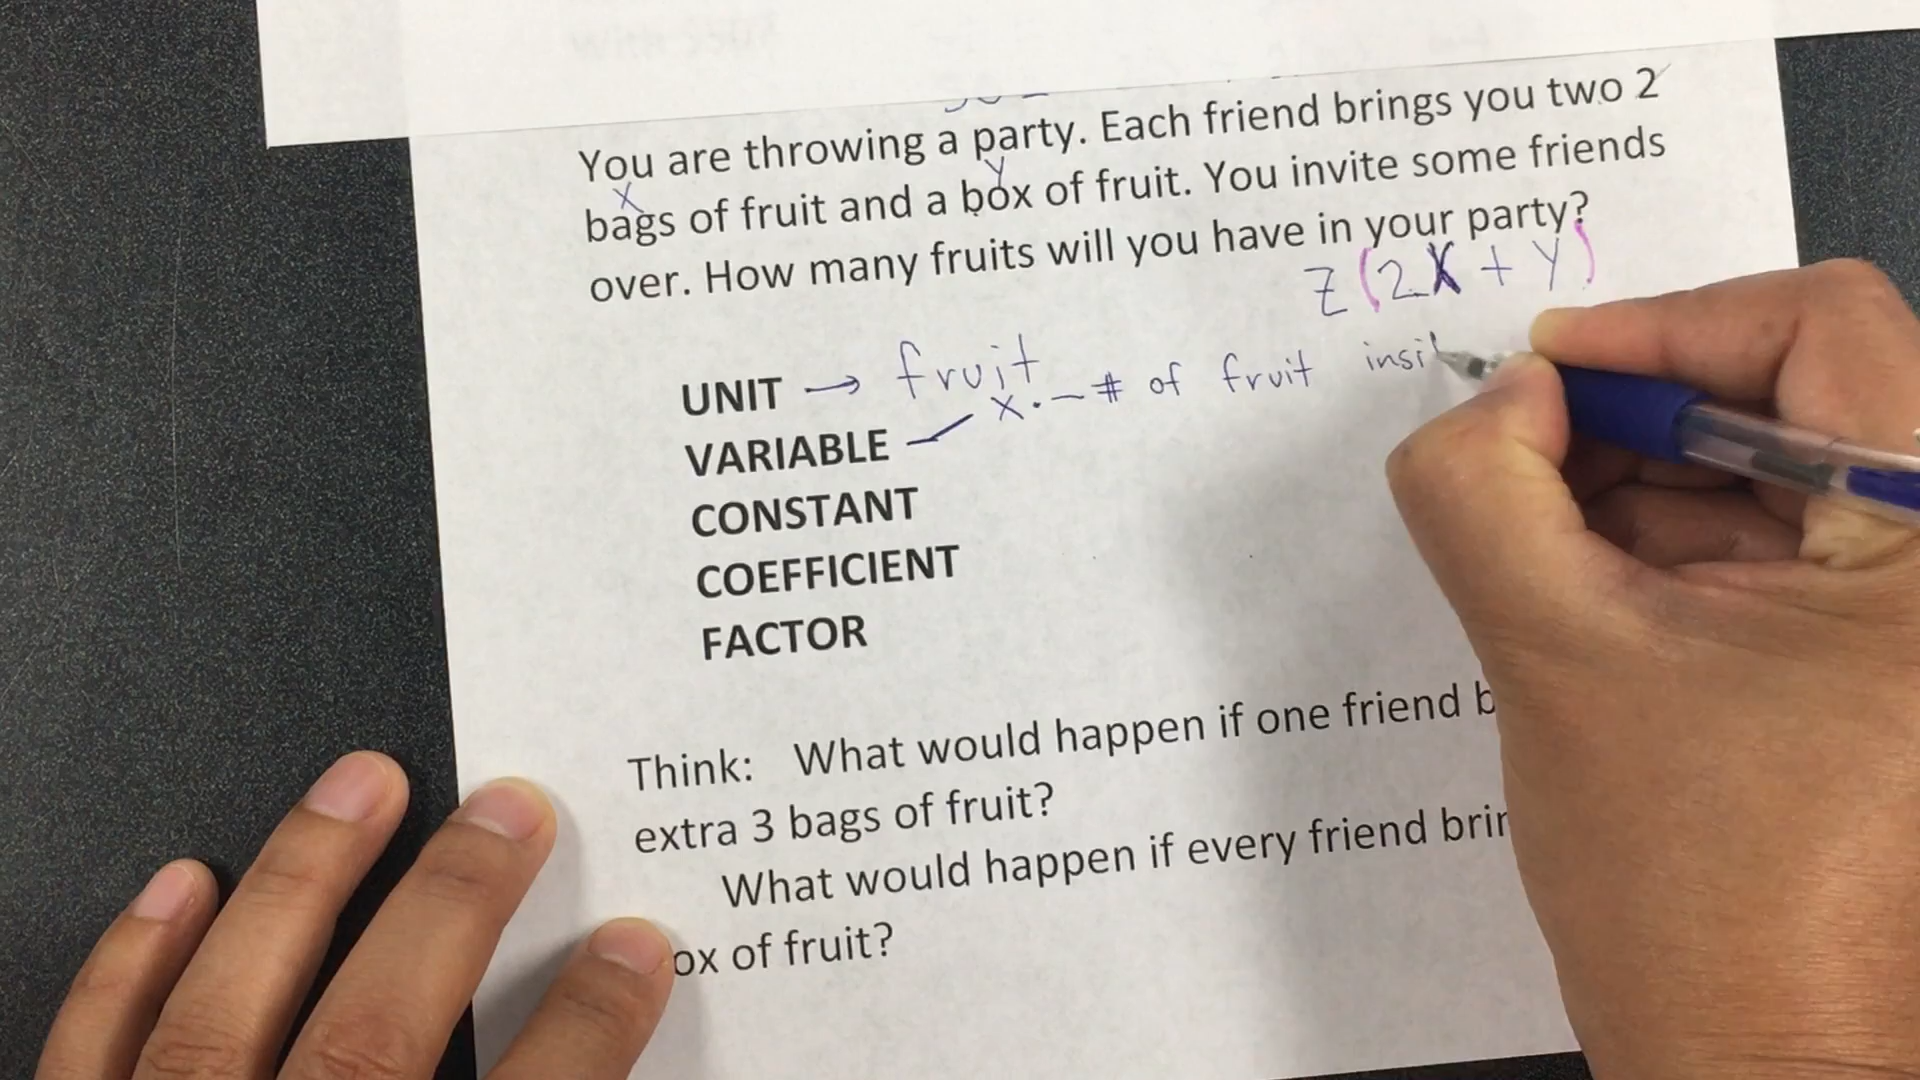 You are throwing a party. Each friend brings you two 2
x y
bags of fruit and a box of fruit. You invite some friends
over. How many fruits will you have in your party?
z(2x + y)
UNIT → fruit
VARIABLE — x. — # of fruit insi
CONSTANT
COEFFICIENT
FACTOR
Think: What would happen if one friend b
extra 3 bags of fruit?
What would happen if every friend brin
ox of fruit?